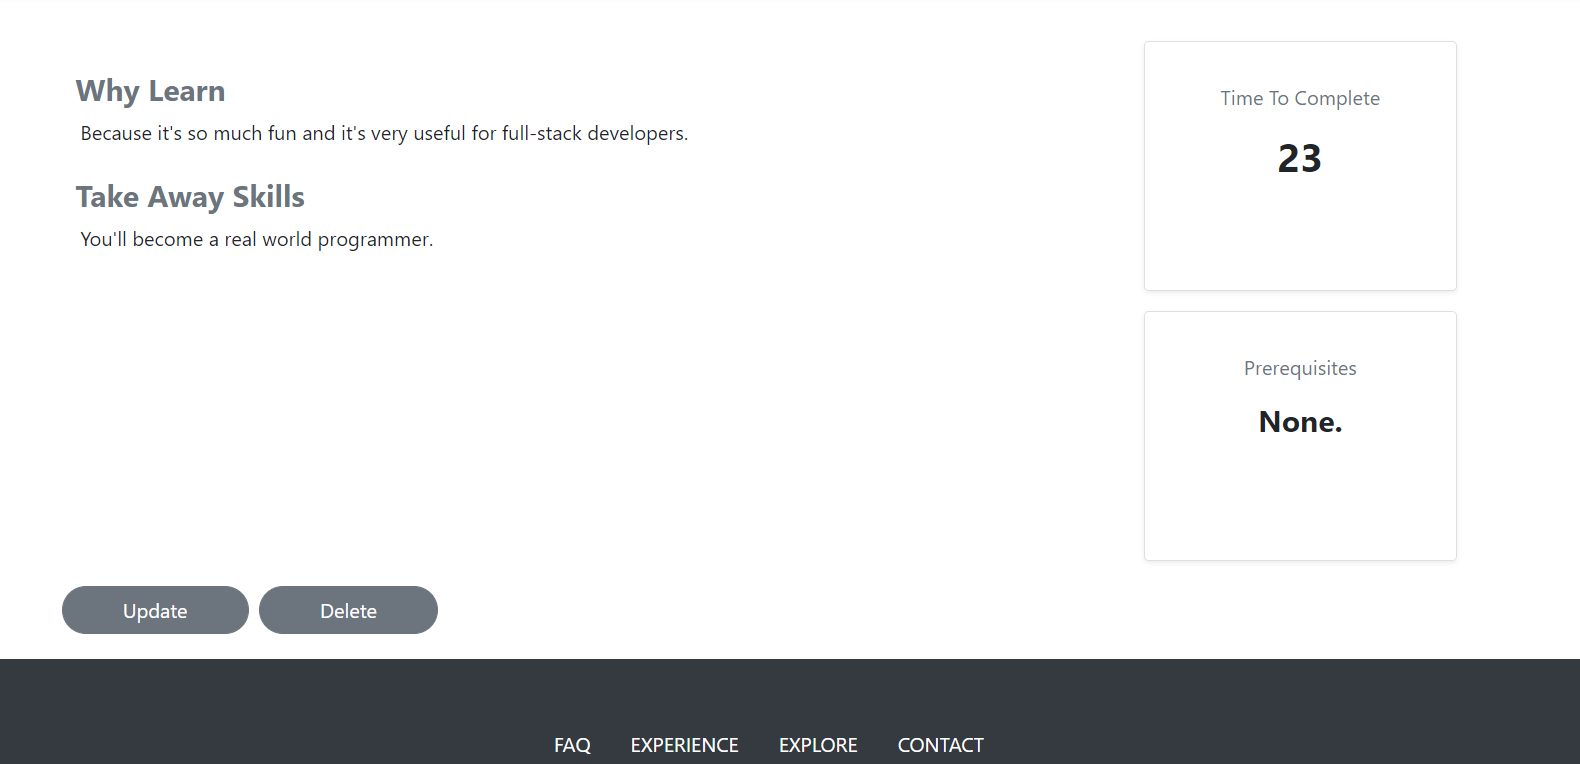 Why Learn
Because it's so much fun and it's very useful for full-stack developers.
Take Away Skills
You'll become a real world programmer.
Time To Complete
23
Prerequisites
None.
Update Delete
FAQ EXPERIENCE EXPLORE CONTACT